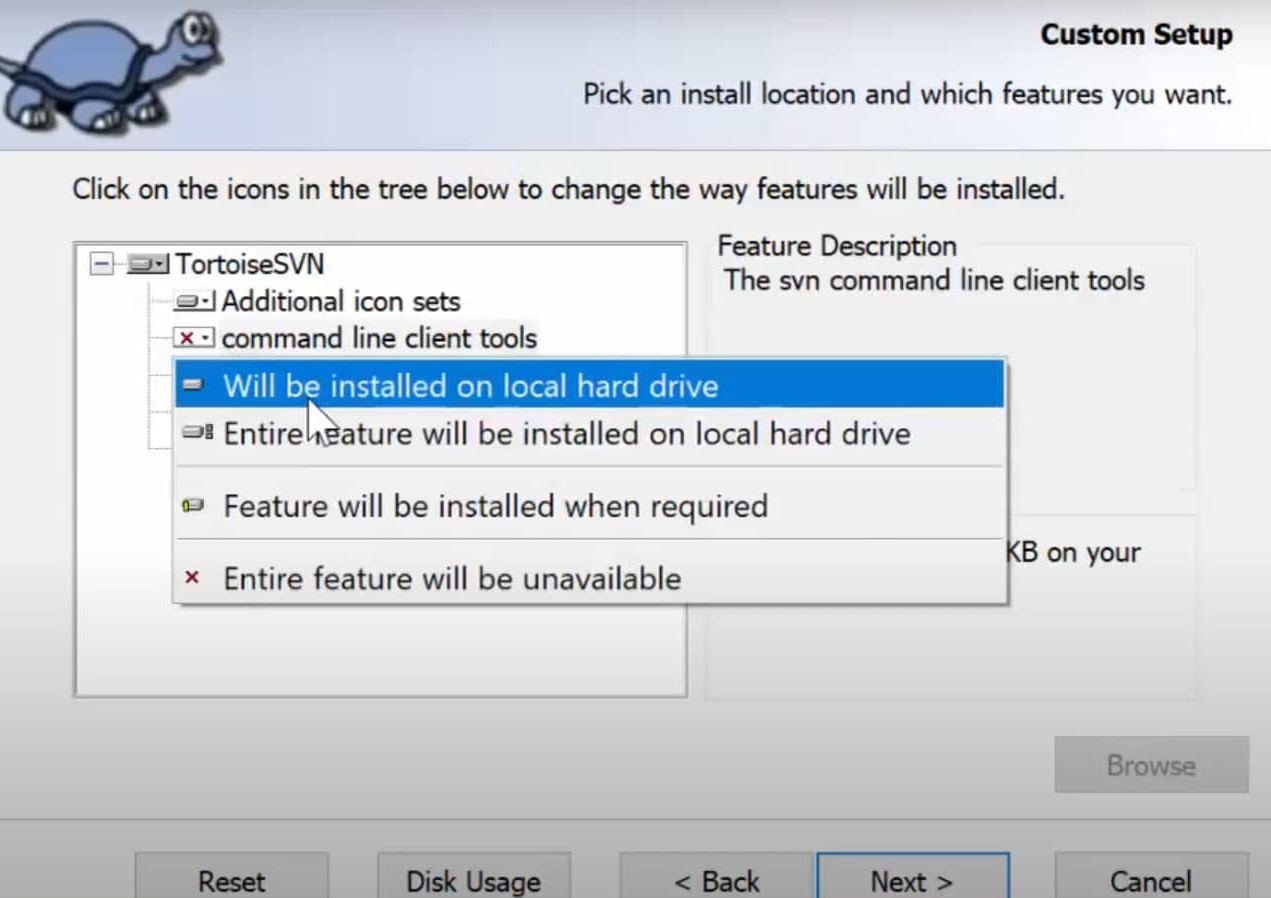 Custom Setup
Pick an install location and which features you want.
Click on the icons in the tree below to change the way features will be installed.
TortoiseSVN
Additional icon sets
command line client tools
Will be installed on local hard drive
Entire feature will be installed on local hard drive
Feature will be installed when required
Entire feature will be unavailable
Feature Description
The svn command line client tools
KB on your
Browse
Reset
Disk Usage
< Back
Next >
Cancel